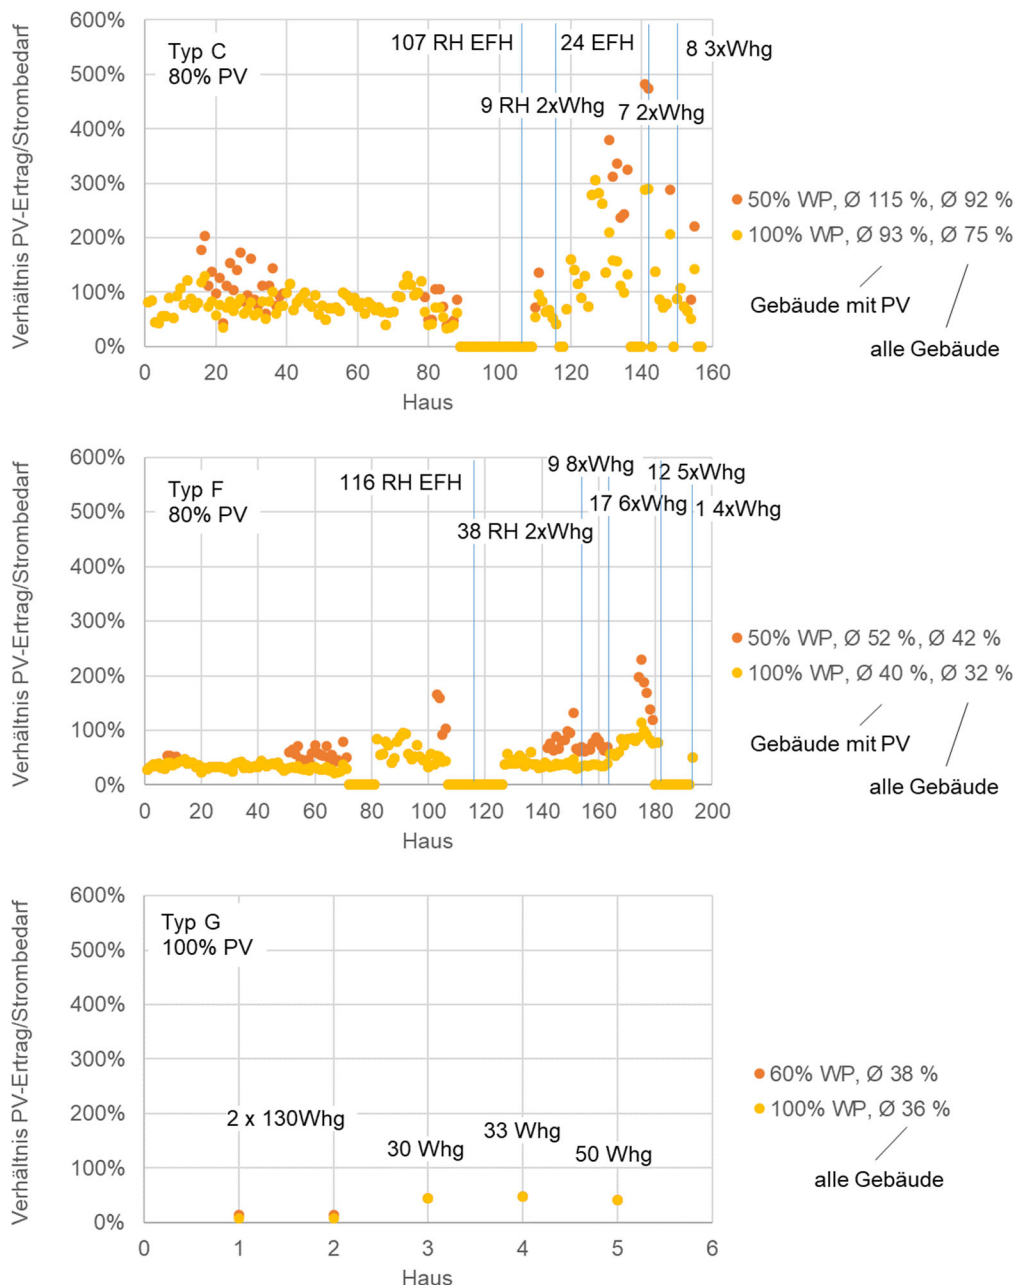 Verhältnis PV-Ertrag/Strombedarf
600%
500%
400%
300%
200%
100%
0%
Typ C
80% PV
107 RH EFH
24 EFH
8 3xWhg
9 RH 2xWhg
7 2xWhg
0
20
40
60
80
100
120
140
160
Haus
50% WP, Ø 115 %, Ø 92 %
100% WP, Ø 93 %, Ø 75 %
Gebäude mit PV
alle Gebäude
Verhältnis PV-Ertrag/Strombedarf
600%
500%
400%
300%
200%
100%
0%
Typ F
80% PV
116 RH EFH
9 8xWhg
12 5xWhg
38 RH 2xWhg
17 6xWhg
1 4xWhg
0
20
40
60
80
100
120
140
160
180
200
Haus
50% WP, Ø 52 %, Ø 42 %
100% WP, Ø 40 %, Ø 32 %
Gebäude mit PV
alle Gebäude
Verhältnis PV-Ertrag/Strombedarf
600%
500%
400%
300%
200%
100%
0%
Typ G
100% PV
2 x 130Whg
30 Whg
33 Whg
50 Whg
0
1
2
3
4
5
6
Haus
60% WP, Ø 38 %
100% WP, Ø 36 %
alle Gebäude